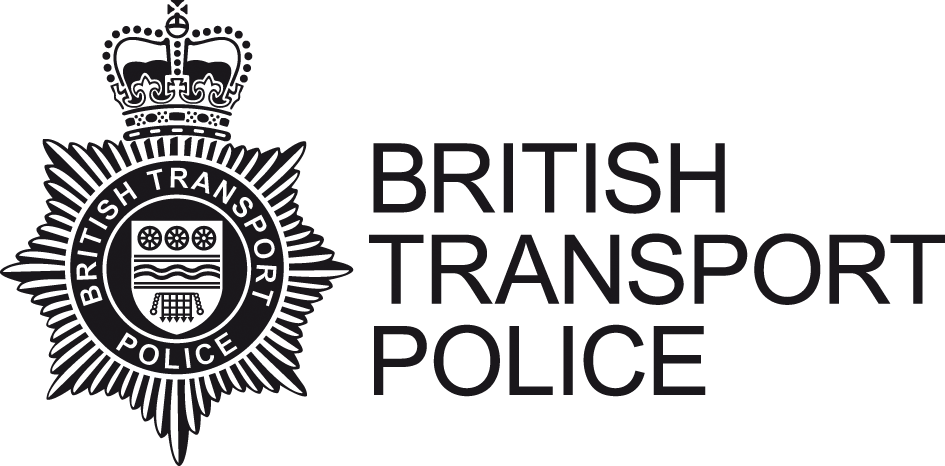 BRITISH TRANSPORT
POLICE
BRITISH
TRANSPORT
POLICE